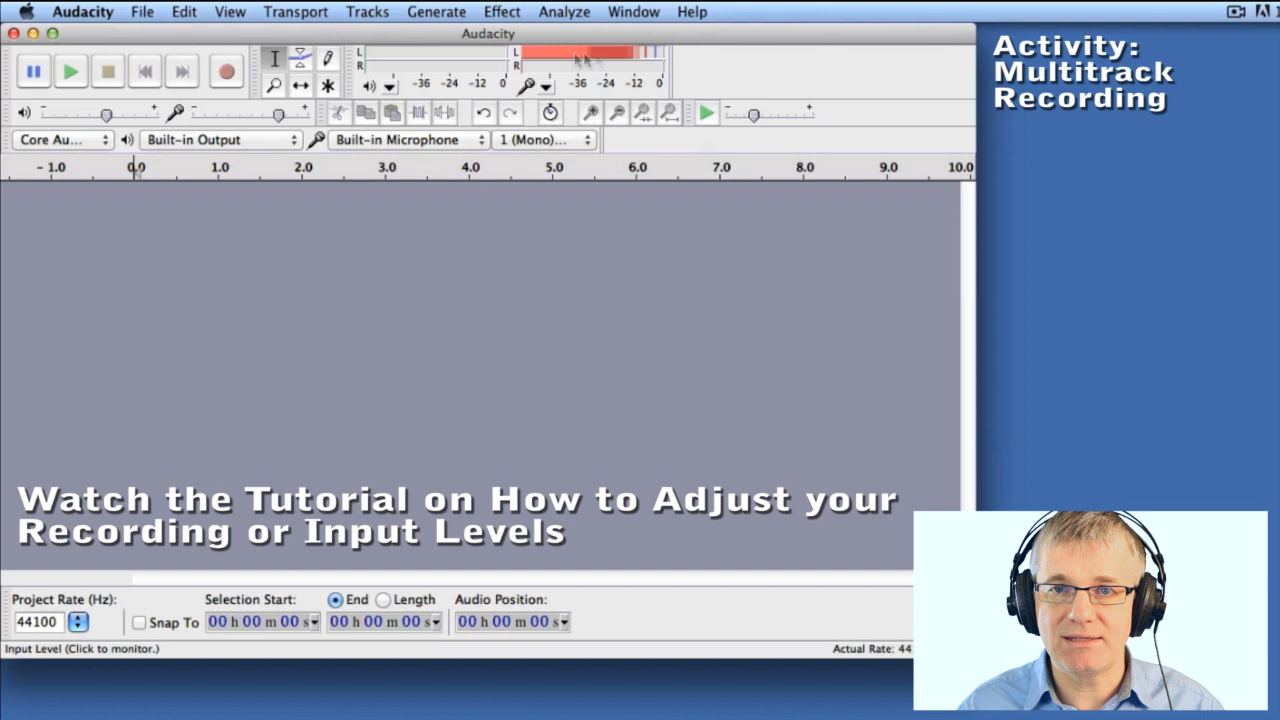 Audacity File Edit View Transport Tracks Generate Effect Analyze Window Help
Audacity
Activity:
Multitrack
Recording
L L
R R
-36 -24 -12 0 -36 -24 -12 0
- + - + - +
Core Au... Built-in Output Built-in Microphone 1 (Mono)...
- 1.0 0.0 1.0 2.0 3.0 4.0 5.0 6.0 7.0 8.0 9.0 10.0
Watch the Tutorial on How to Adjust your
Recording or Input Levels
Project Rate (Hz): Selection Start: End Length Audio Position:
44100 Snap To 00 h 00 m 00 s 00 h 00 m 00 s 00 h 00 m 00 s
Input Level (Click to monitor.) Actual Rate: 44